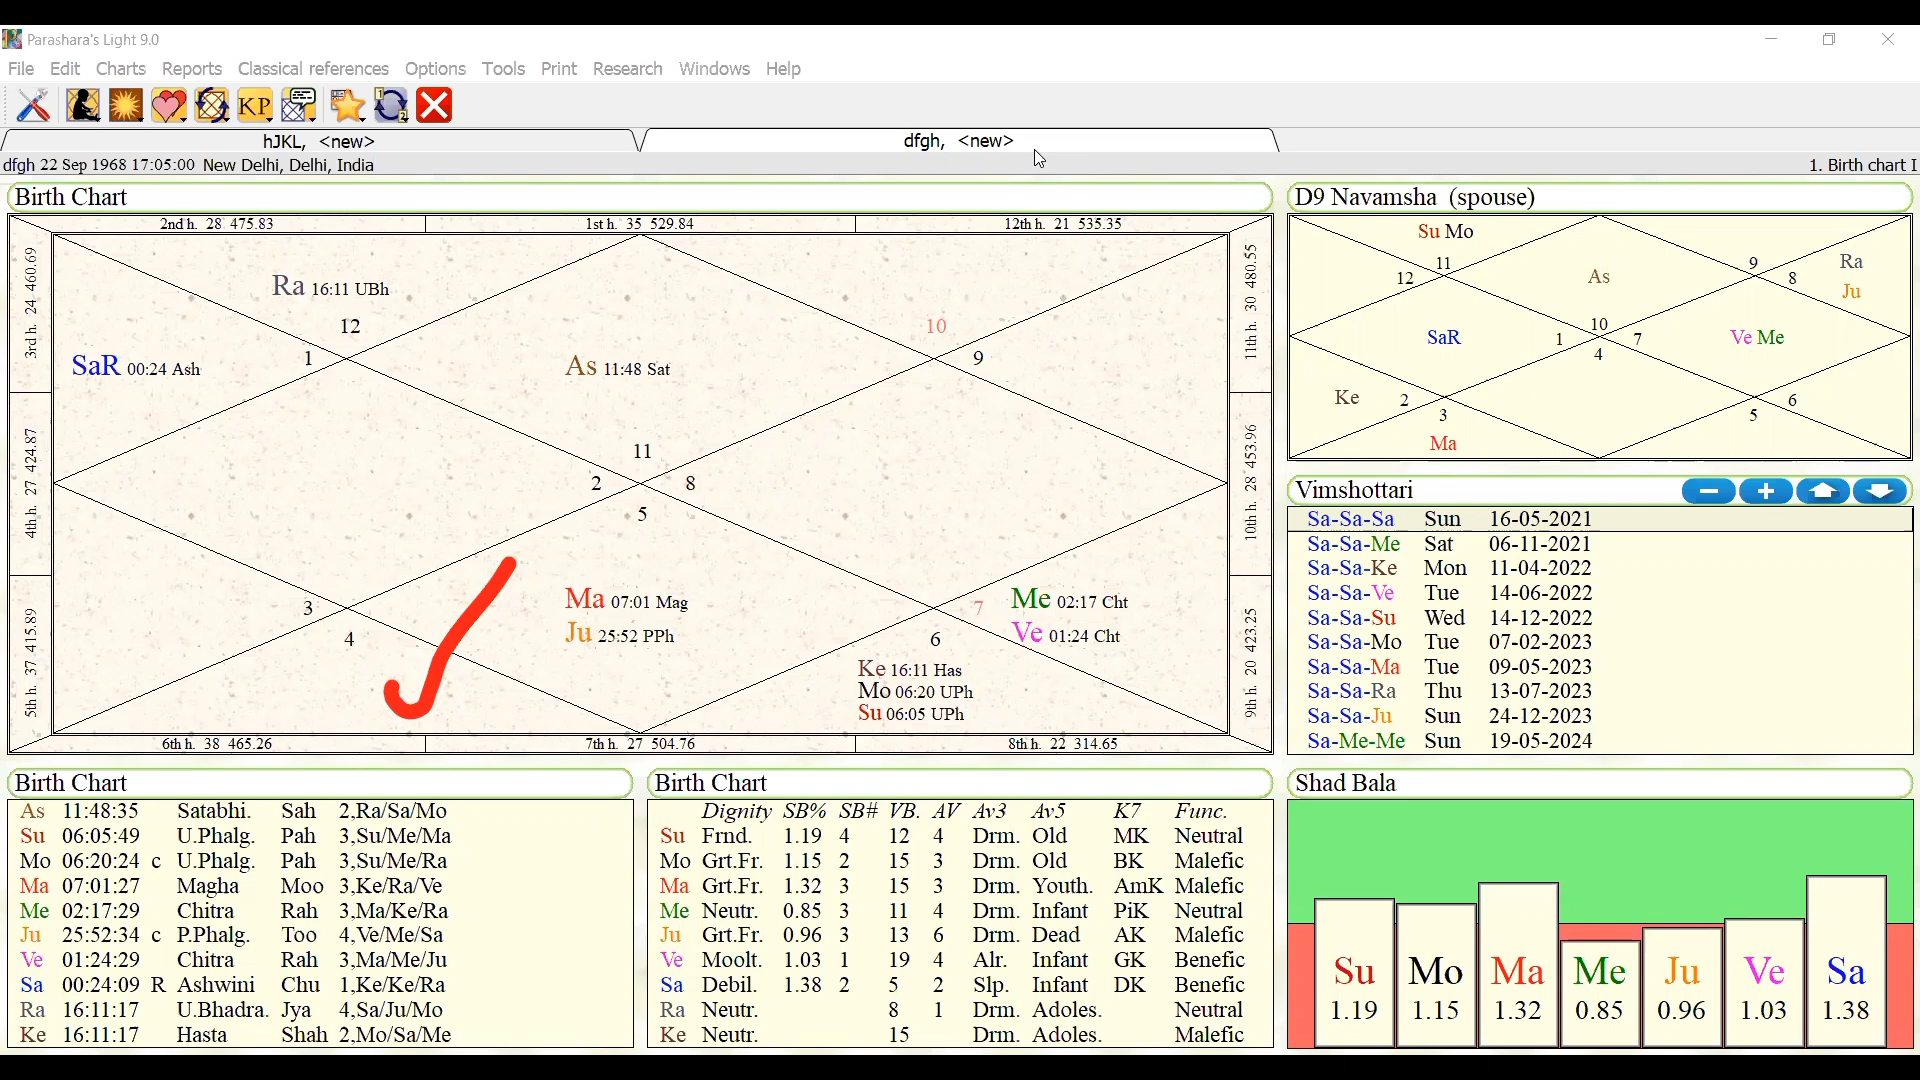 Parashara's Light 9.0
File Edit Charts Reports Classical references Options Tools Print Research Windows Help
KP
hJKL, <new>
dfgh, <new>
dfgh 22 Sep 1968 17:05:00 New Delhi, Delhi, India
1. Birth chart I
Birth Chart
2nd h. 28 475.83
1st h. 35 529.84
12th h. 21 535.35
3rd h. 24 460.69
4th h. 27 424.87
5th h. 37 415.89
11th h. 30 480.55
10th h. 28 453.96
9th h. 20 423.25
Ra 16:11 UBh
12
10
SaR 00:24 Ash
1
As 11:48 Sat
9
11
2
8
5
3
4
Ma 07:01 Mag
Ju 25:52 PPh
7
Me 02:17 Cht
Ve 01:24 Cht
6
Ke 16:11 Has
Mo 06:20 UPh
Su 06:05 UPh
6th h. 38 465.26
7th h. 27 504.76
8th h. 22 314.65
D9 Navamsha (spouse)
Su Mo
11
12
As
9
8
Ra
Ju
SaR
1
10
7
4
Ve Me
Ke
2
3
5
6
Ma
Vimshottari
Sa-Sa-Sa Sun 16-05-2021
Sa-Sa-Me Sat 06-11-2021
Sa-Sa-Ke Mon 11-04-2022
Sa-Sa-Ve Tue 14-06-2022
Sa-Sa-Su Wed 14-12-2022
Sa-Sa-Mo Tue 07-02-2023
Sa-Sa-Ma Tue 09-05-2023
Sa-Sa-Ra Thu 13-07-2023
Sa-Sa-Ju Sun 24-12-2023
Sa-Me-Me Sun 19-05-2024
Birth Chart
As 11:48:35 Satabhi. Sah 2,Ra/Sa/Mo
Su 06:05:49 U.Phalg. Pah 3,Su/Me/Ma
Mo 06:20:24 c U.Phalg. Pah 3,Su/Me/Ra
Ma 07:01:27 Magha Moo 3,Ke/Ra/Ve
Me 02:17:29 Chitra Rah 3,Ma/Ke/Ra
Ju 25:52:34 c P.Phalg. Too 4,Ve/Me/Sa
Ve 01:24:29 Chitra Rah 3,Ma/Me/Ju
Sa 00:24:09 R Ashwini Chu 1,Ke/Ke/Ra
Ra 16:11:17 U.Bhadra. Jya 4,Sa/Ju/Mo
Ke 16:11:17 Hasta Shah 2,Mo/Sa/Me
Birth Chart
Dignity SB% SB# VB. AV Av3 Av5 K7 Func.
Su Frnd. 1.19 4 12 4 Drm. Old MK Neutral
Mo Grt.Fr. 1.15 2 15 3 Drm. Old BK Malefic
Ma Grt.Fr. 1.32 3 15 3 Drm. Youth. AmK Malefic
Me Neutr. 0.85 3 11 4 Drm. Infant PiK Neutral
Ju Grt.Fr. 0.96 3 13 6 Drm. Dead AK Malefic
Ve Moolt. 1.03 1 19 4 Alr. Infant GK Benefic
Sa Debil. 1.38 2 5 2 Slp. Infant DK Benefic
Ra Neutr. 8 1 Drm. Adoles. Neutral
Ke Neutr. 15 Drm. Adoles. Malefic
Shad Bala
Su Mo Ma Me Ju Ve Sa
1.19 1.15 1.32 0.85 0.96 1.03 1.38